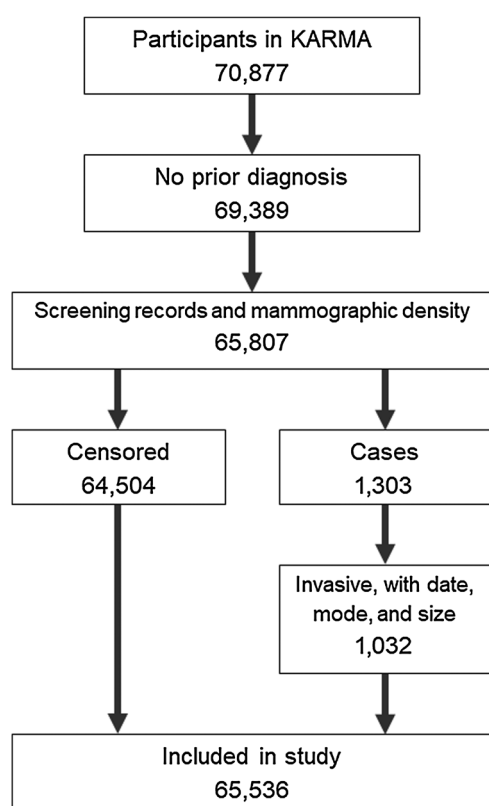 Participants in KARMA
70,877
No prior diagnosis
69,389
Screening records and mammographic density
65,807
Censored
64,504
Cases
1,303
Invasive, with date,
mode, and size
1,032
Included in study
65,536